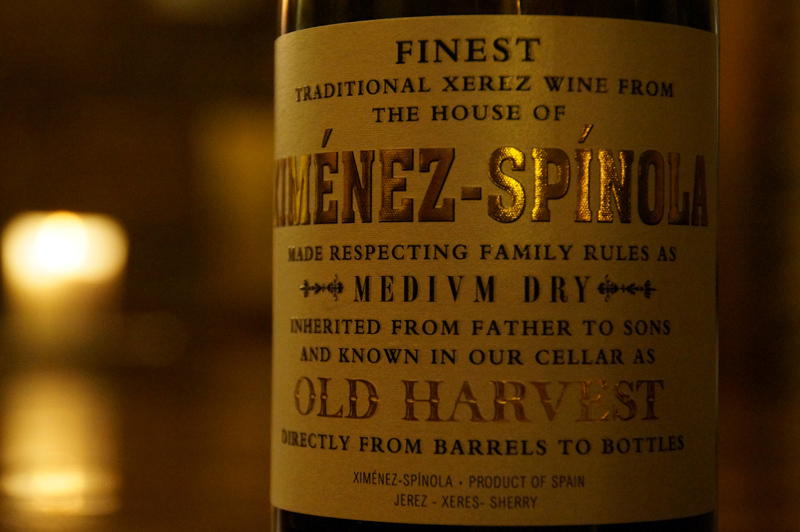 FINEST
TRADITIONAL XEREZ WINE FROM
THE HOUSE OF
XIMÉNEZ-SPÍNOLA
MADE RESPECTING FAMILY RULES AS
MEDIVM DRY
INHERITED FROM FATHER TO SONS
AND KNOWN IN OUR CELLAR AS
OLD HARVEST
DIRECTLY FROM BARRELS TO BOTTLES
XIMÉNEZ-SPÍNOLA • PRODUCT OF SPAIN
JEREZ - XERES- SHERRY